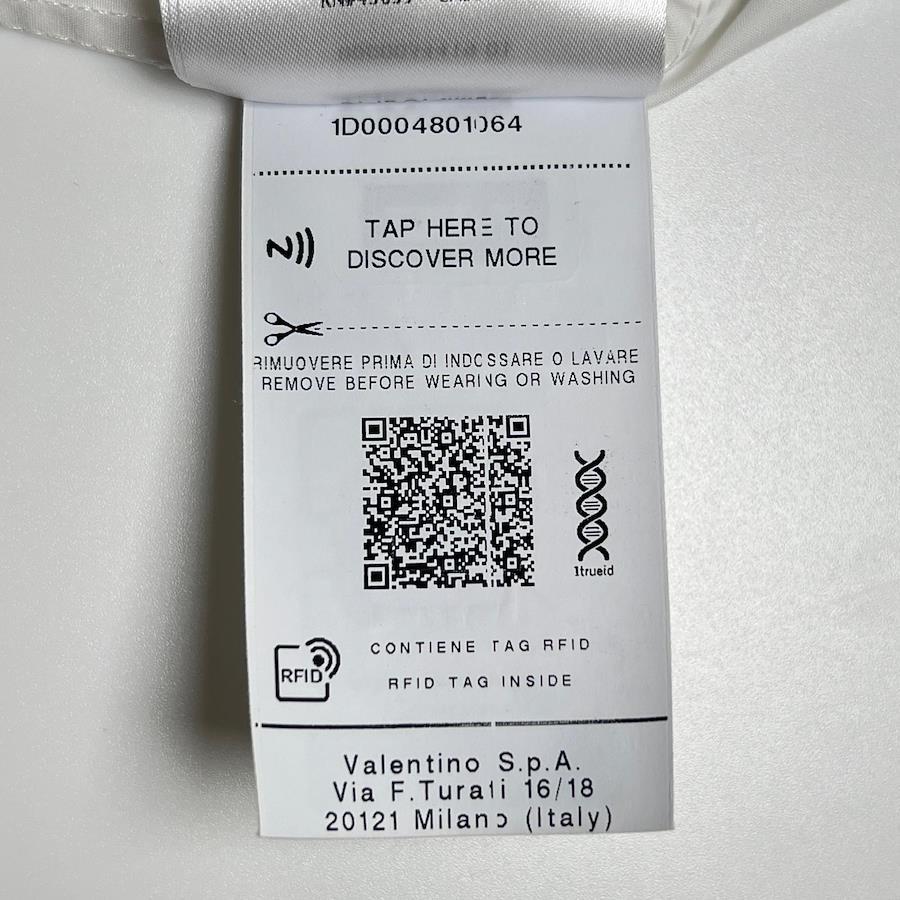 1D0004801064
TAP HERE TO
DISCOVER MORE
RIMUOVERE PRIMA DI INDOSSARE O LAVARE
REMOVE BEFORE WEARING OR WASHING
1trueid
CONTIENE TAG RFID
RFID
RFID TAG INSIDE
Valentino S.p.A.
Via F.Turati 16/18
20121 Milano (Italy)